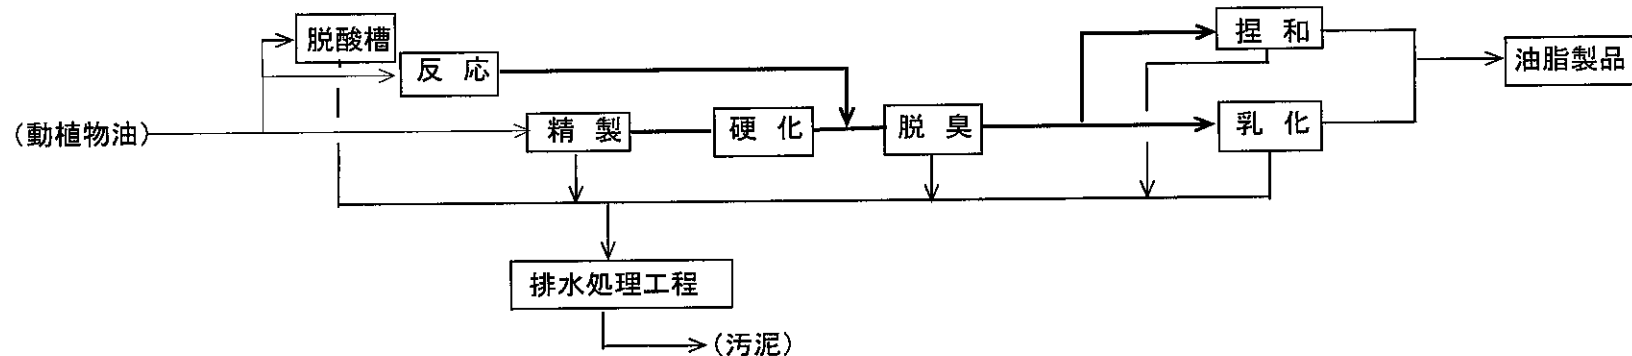 脱酸槽
反応
(動植物油)
精製
硬化
脱臭
捏和
乳化
油脂製品
排水処理工程
(汚泥)